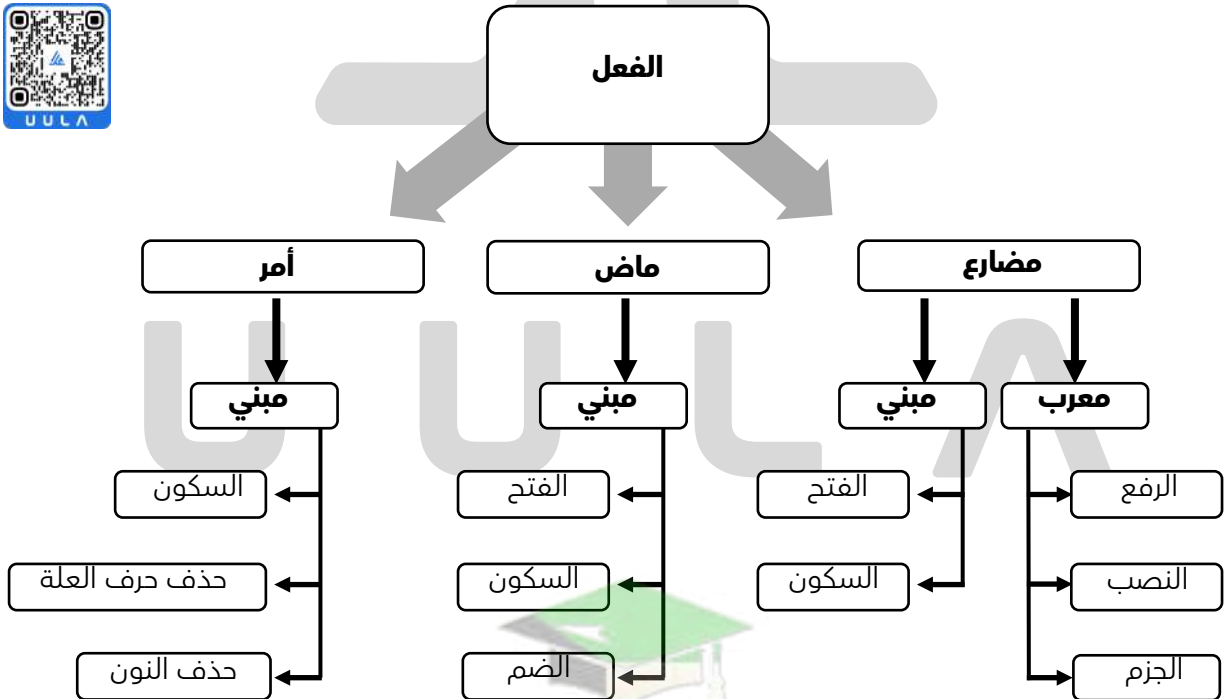 UULA
الفعل
مضارع
ماض
أمر
معرب
مبني
مبني
مبني
الرفع
الفتح
الفتح
السكون
النصب
السكون
السكون
حذف حرف العلة
الجزم
الضم
حذف النون
UULA